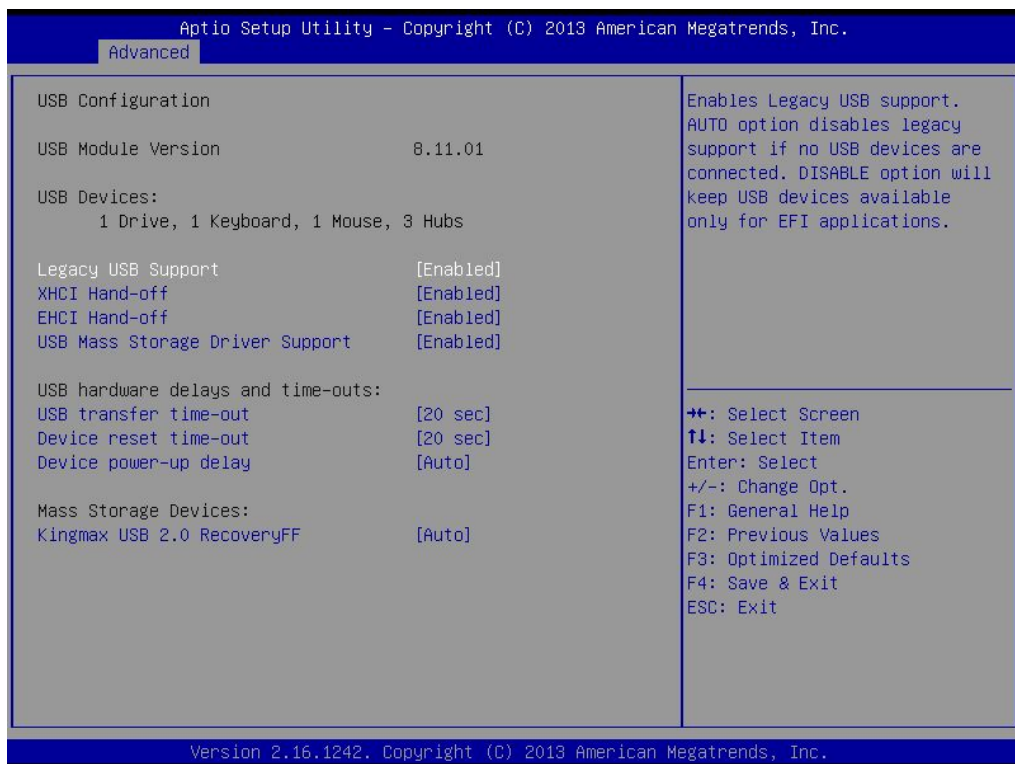 Aptio Setup Utility – Copyright (C) 2013 American Megatrends, Inc.
Advanced
USB Configuration
USB Module Version 8.11.01
USB Devices:
1 Drive, 1 Keyboard, 1 Mouse, 3 Hubs
Legacy USB Support [Enabled]
XHCI Hand-off [Enabled]
EHCI Hand-off [Enabled]
USB Mass Storage Driver Support [Enabled]
USB hardware delays and time-outs:
USB transfer time-out [20 sec]
Device reset time-out [20 sec]
Device power-up delay [Auto]
Mass Storage Devices:
Kingmax USB 2.0 RecoveryFF [Auto]
Enables Legacy USB support.
AUTO option disables legacy
support if no USB devices are
connected. DISABLE option will
keep USB devices available
only for EFI applications.
→←: Select Screen
↑↓: Select Item
Enter: Select
+/-: Change Opt.
F1: General Help
F2: Previous Values
F3: Optimized Defaults
F4: Save & Exit
ESC: Exit
Version 2.16.1242. Copyright (C) 2013 American Megatrends, Inc.